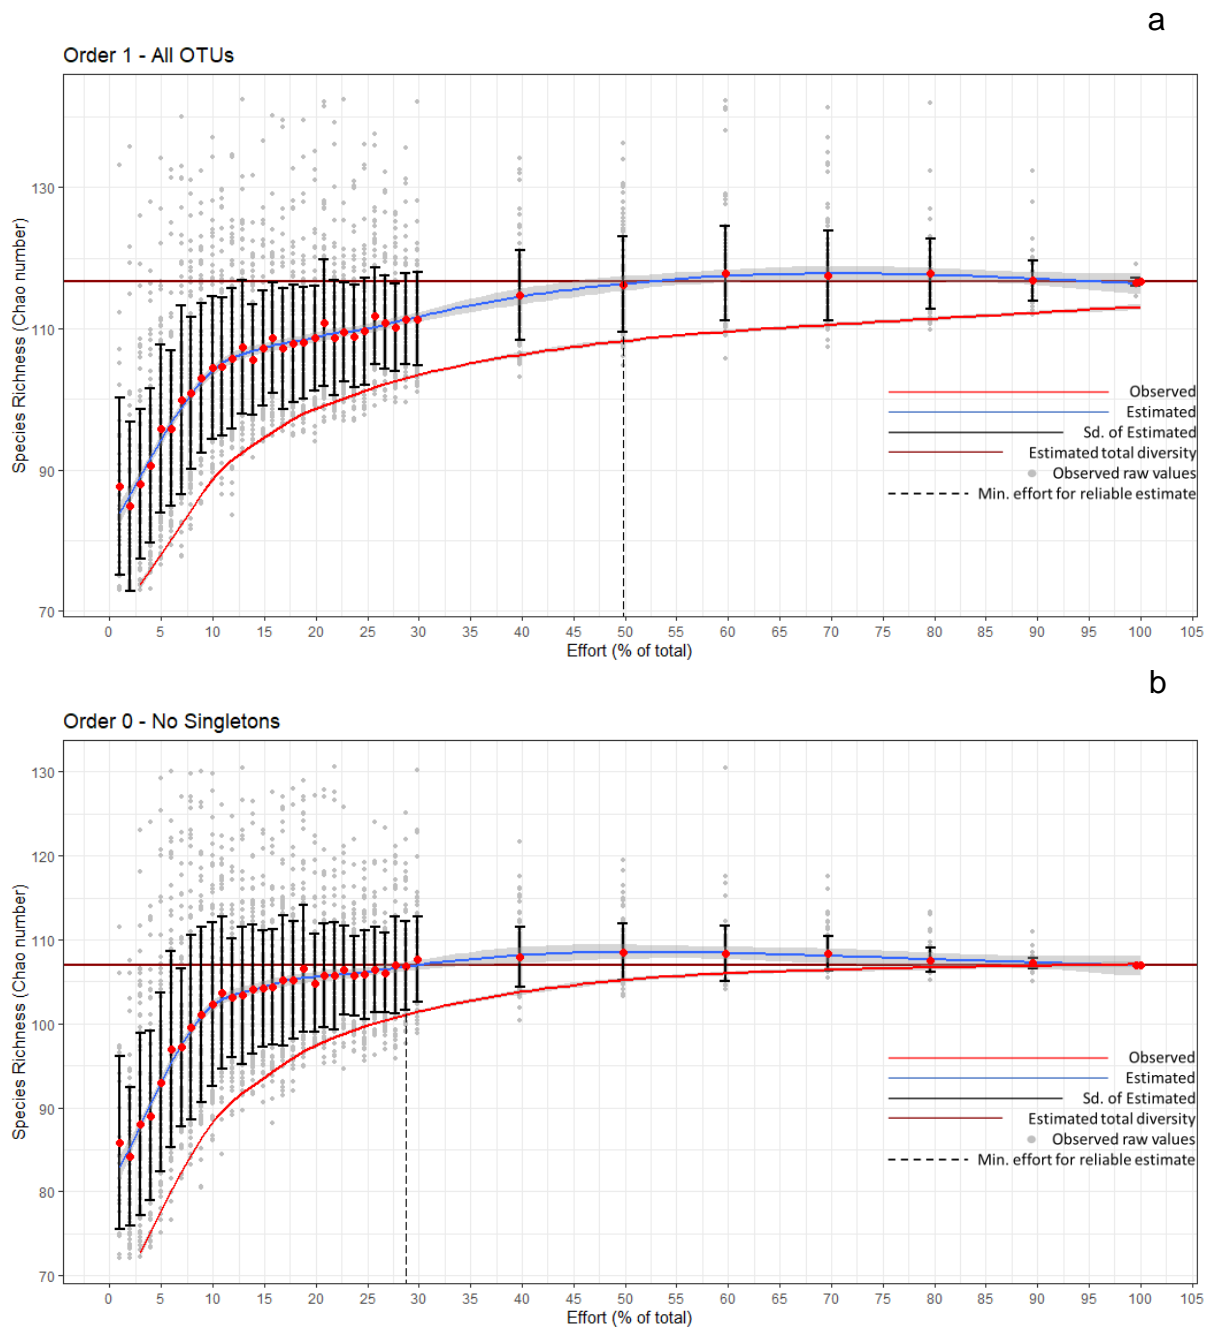 a
Order 1 - All OTUs
Species Richness (Chao number)
130
110
90
70
Observed
Estimated
Sd. of Estimated
Estimated total diversity
Observed raw values
Min. effort for reliable estimate
0 5 10 15 20 25 30 35 40 45 50 55 60 65 70 75 80 85 90 95 100 105
Effort (% of total)
b
Order 0 - No Singletons
Species Richness (Chao number)
130
120
110
100
90
80
70
Observed
Estimated
Sd. of Estimated
Estimated total diversity
Observed raw values
Min. effort for reliable estimate
0 5 10 15 20 25 30 35 40 45 50 55 60 65 70 75 80 85 90 95 100 105
Effort (% of total)